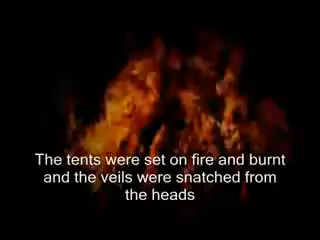 The tents were set on fire and burnt
and the veils were snatched from
the heads